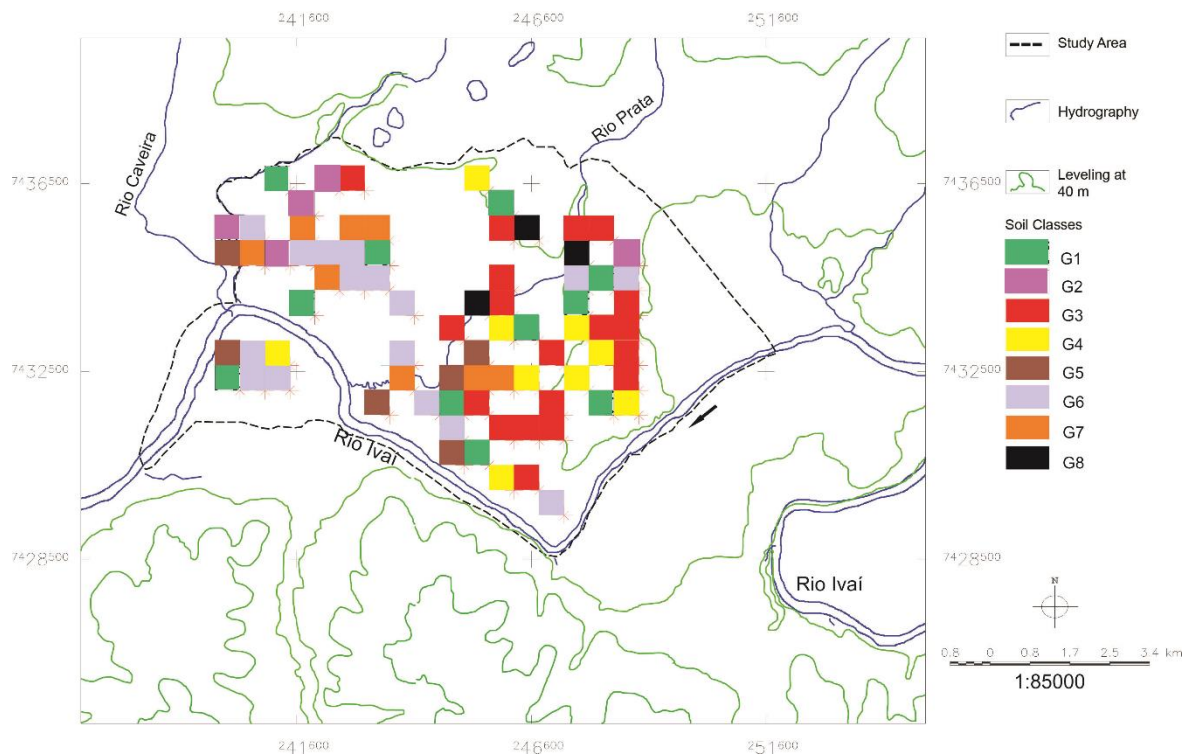 241600 246600 251600
Study Area
Hydrography
Leveling at
40 m
Soil Classes
G1
G2
G3
G4
G5
G6
G7
G8
Rio Caveira
Rio Prata
7436500 7436500
7432500 7432500
Rio Ivaí
7428500 7428500
Rio Ivaí
N
0.8 0 0.8 1.7 2.5 3.4 km
1:85000
241600 246600 251600